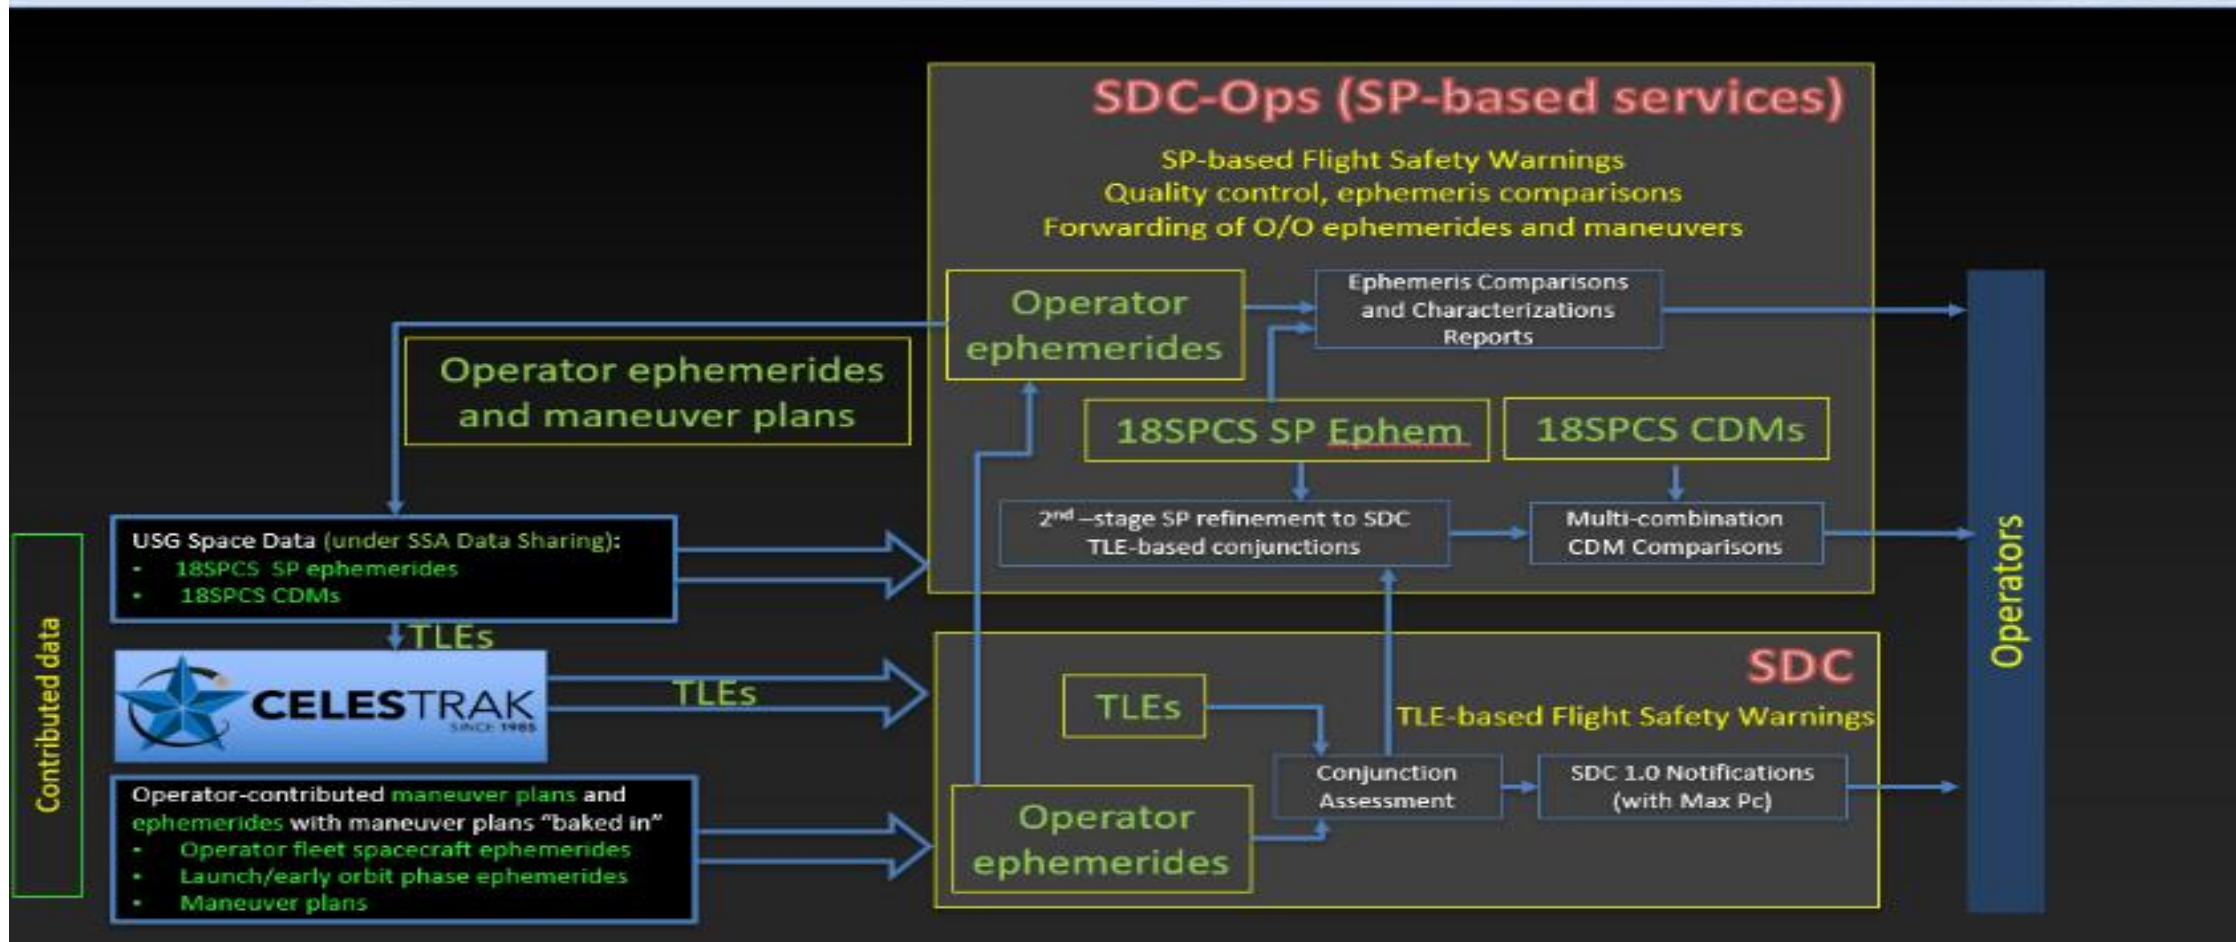 SDC-Ops (SP-based services)
SP-based Flight Safety Warnings
Quality control, ephemeris comparisons
Forwarding of O/O ephemerides and maneuvers
Operator
ephemerides
Ephemeris Comparisons
and Characterizations
Reports
Operator ephemerides
and maneuver plans
18SPCS SP Ephem
18SPCS CDMs
2nd –stage SP refinement to SDC
TLE-based conjunctions
Multi-combination
CDM Comparisons
Operators
Contributed data
USG Space Data (under SSA Data Sharing):
• 18SPCS SP ephemerides
• 18SPCS CDMs
TLEs
CELESTRAK
SINCE 1985
TLEs
Operator-contributed maneuver plans and
ephemerides with maneuver plans “baked in”
• Operator fleet spacecraft ephemerides
• Launch/early orbit phase ephemerides
• Maneuver plans
SDC
TLE-based Flight Safety Warnings
TLEs
Operator
ephemerides
Conjunction
Assessment
SDC 1.0 Notifications
(with Max Pc)